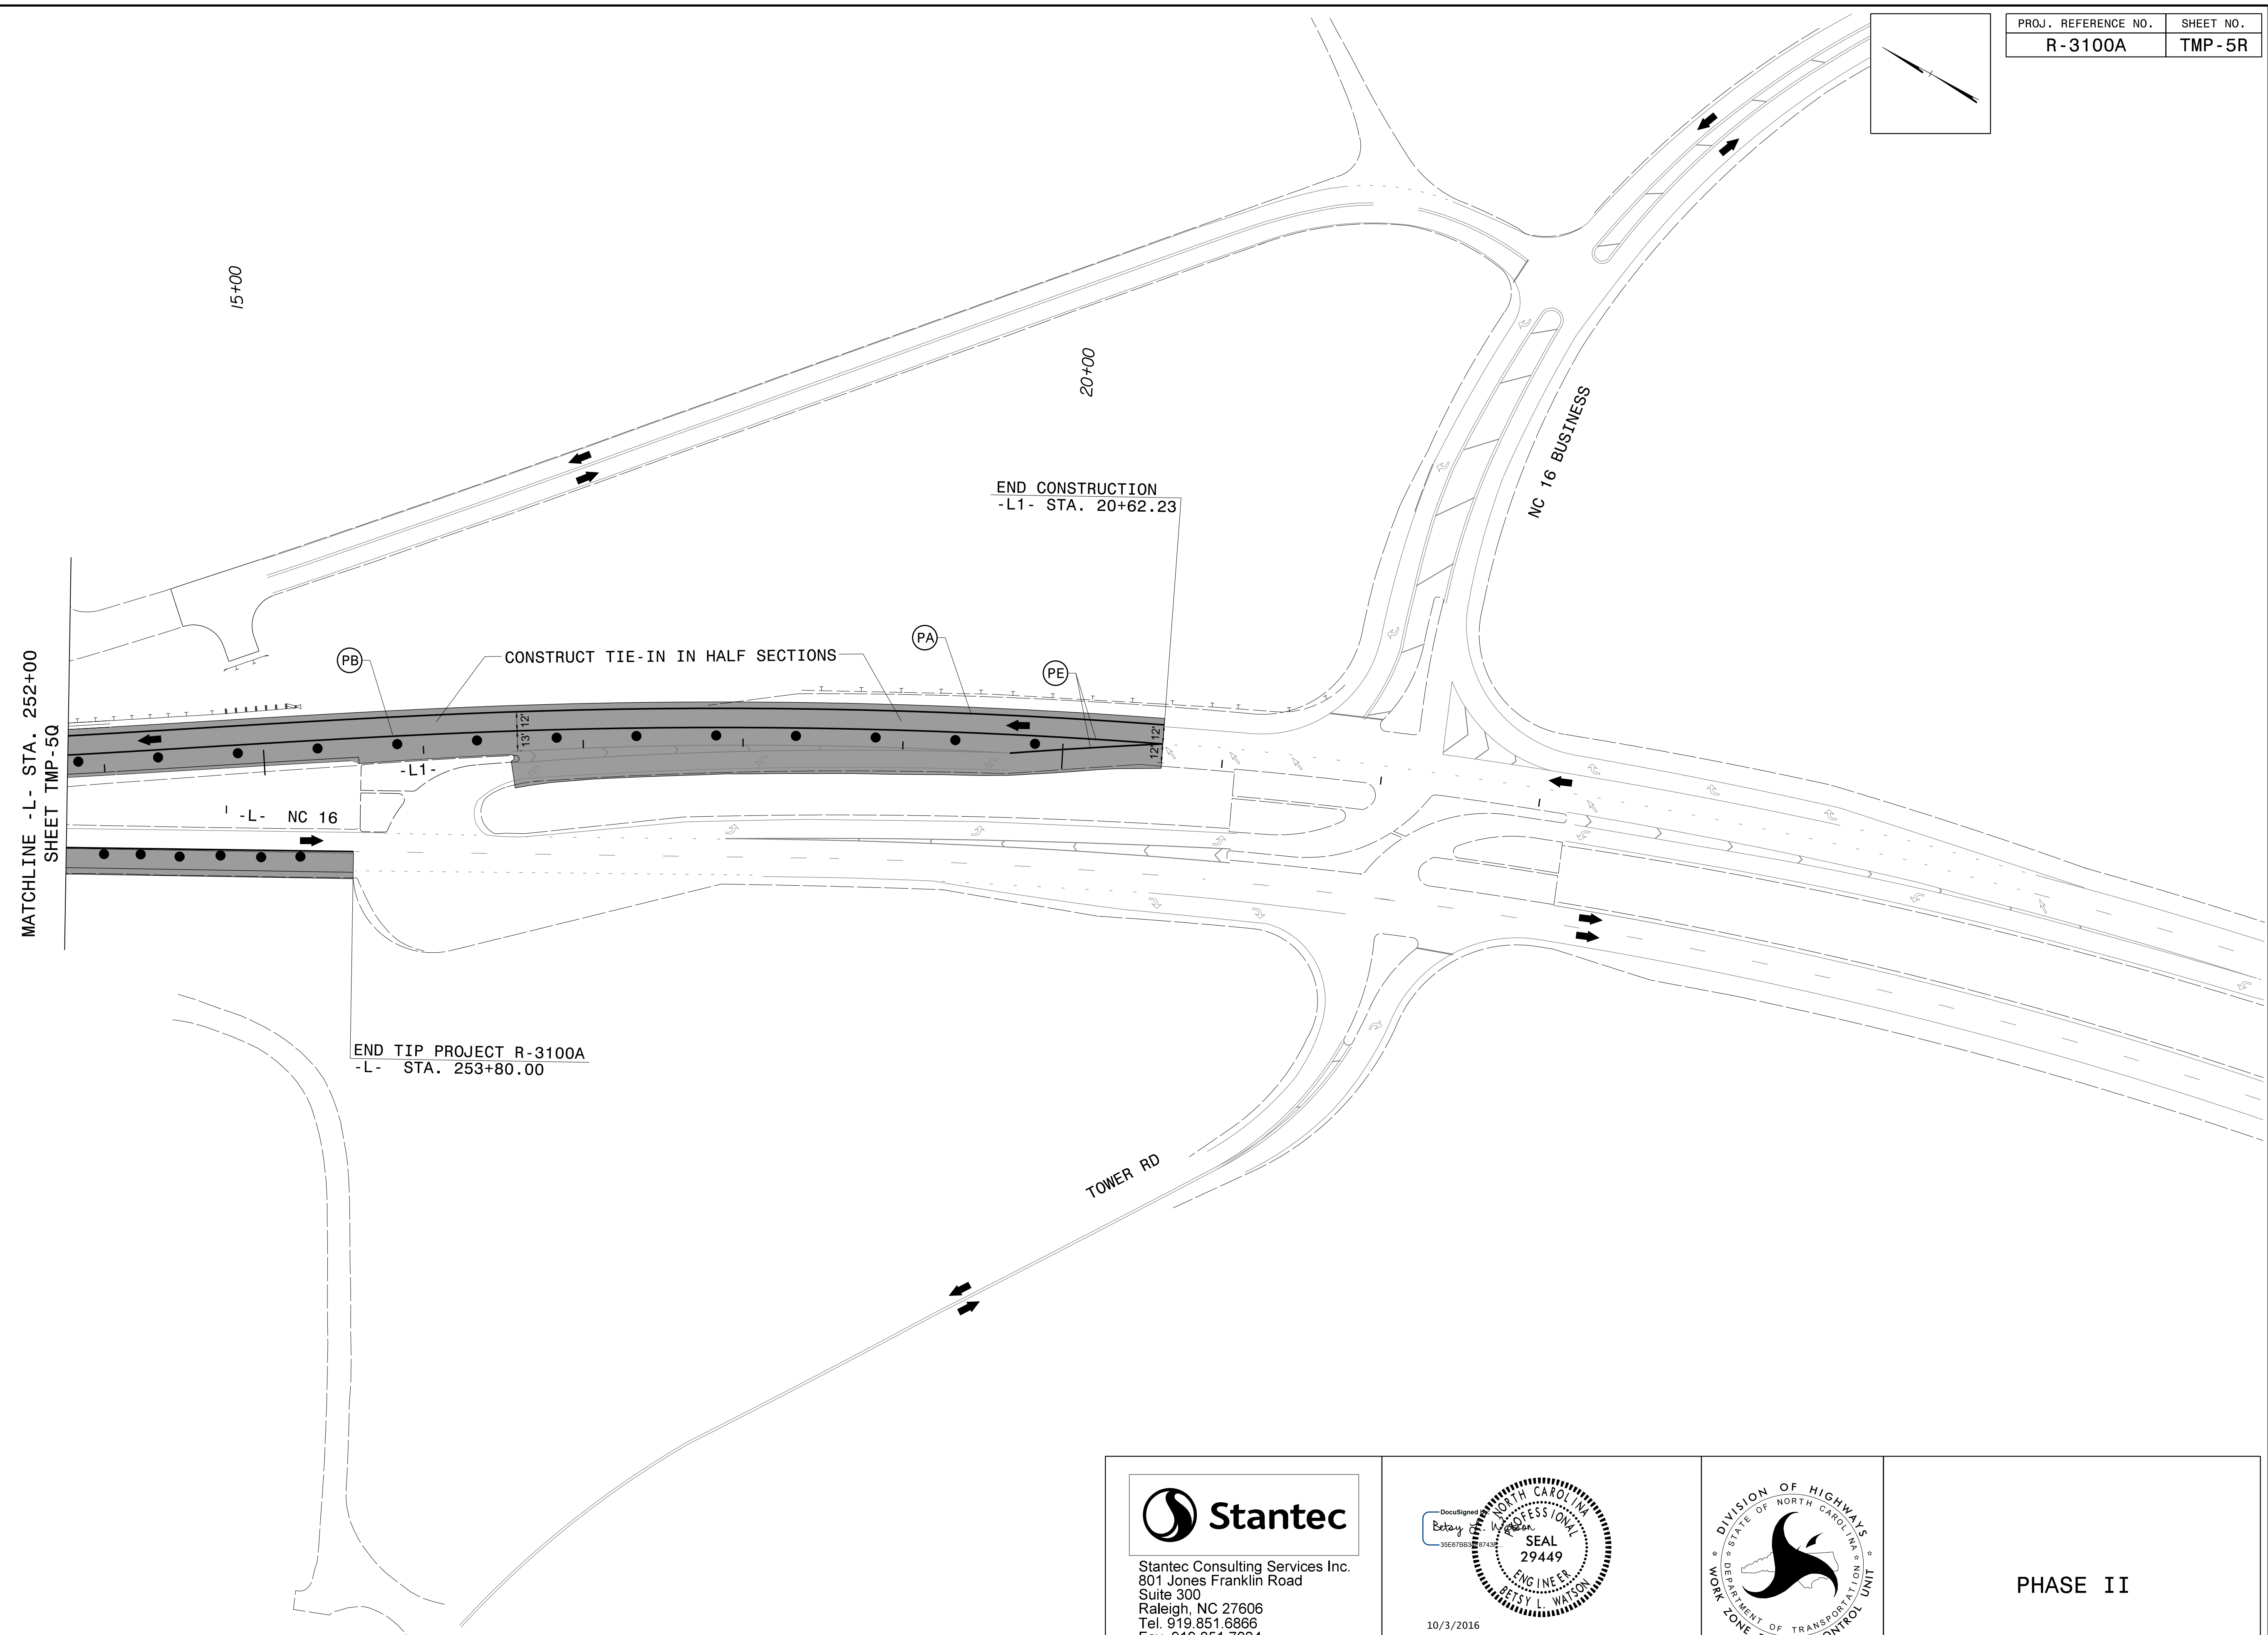 PROJ. REFERENCE NO.
SHEET NO.
R-3100A
TMP-5R
15+00
20+00
NC 16 BUSINESS
END CONSTRUCTION
-L1- STA. 20+62.23
MATCHLINE -L- STA. 252+00
SHEET TMP-5Q
PB
CONSTRUCT TIE-IN IN HALF SECTIONS
PA
PE
12'
13'
12'
12'
-L1-
-L- NC 16
END TIP PROJECT R-3100A
-L- STA. 253+80.00
TOWER RD
Stantec
Stantec Consulting Services Inc.
801 Jones Franklin Road
Suite 300
Raleigh, NC 27606
Tel. 919.851.6866
DocuSigned
Betsy L. Watson
NORTH CAROLINA
PROFESSIONAL
SEAL
29449
ENGINEER
BETSY L. WATSON
10/3/2016
DIVISION OF HIGHWAYS
STATE OF NORTH CAROLINA
DEPARTMENT OF TRANSPORTATION
WORK ZONE CONTROL UNIT
PHASE II